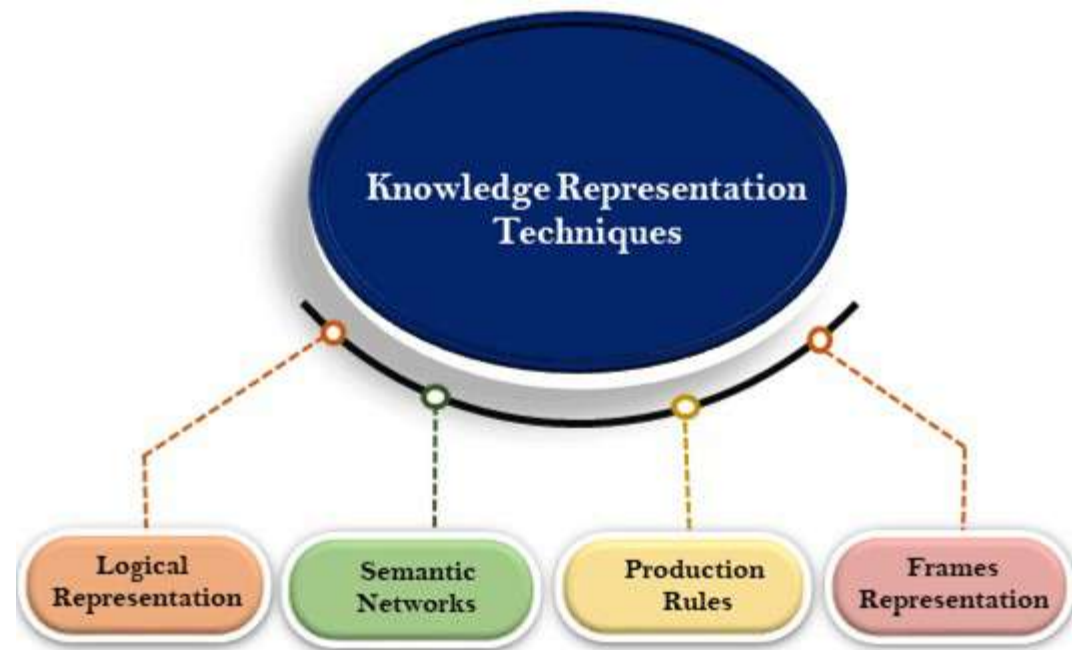 Knowledge Representation
Techniques
Logical
Representation
Semantic
Networks
Production
Rules
Frames
Representation